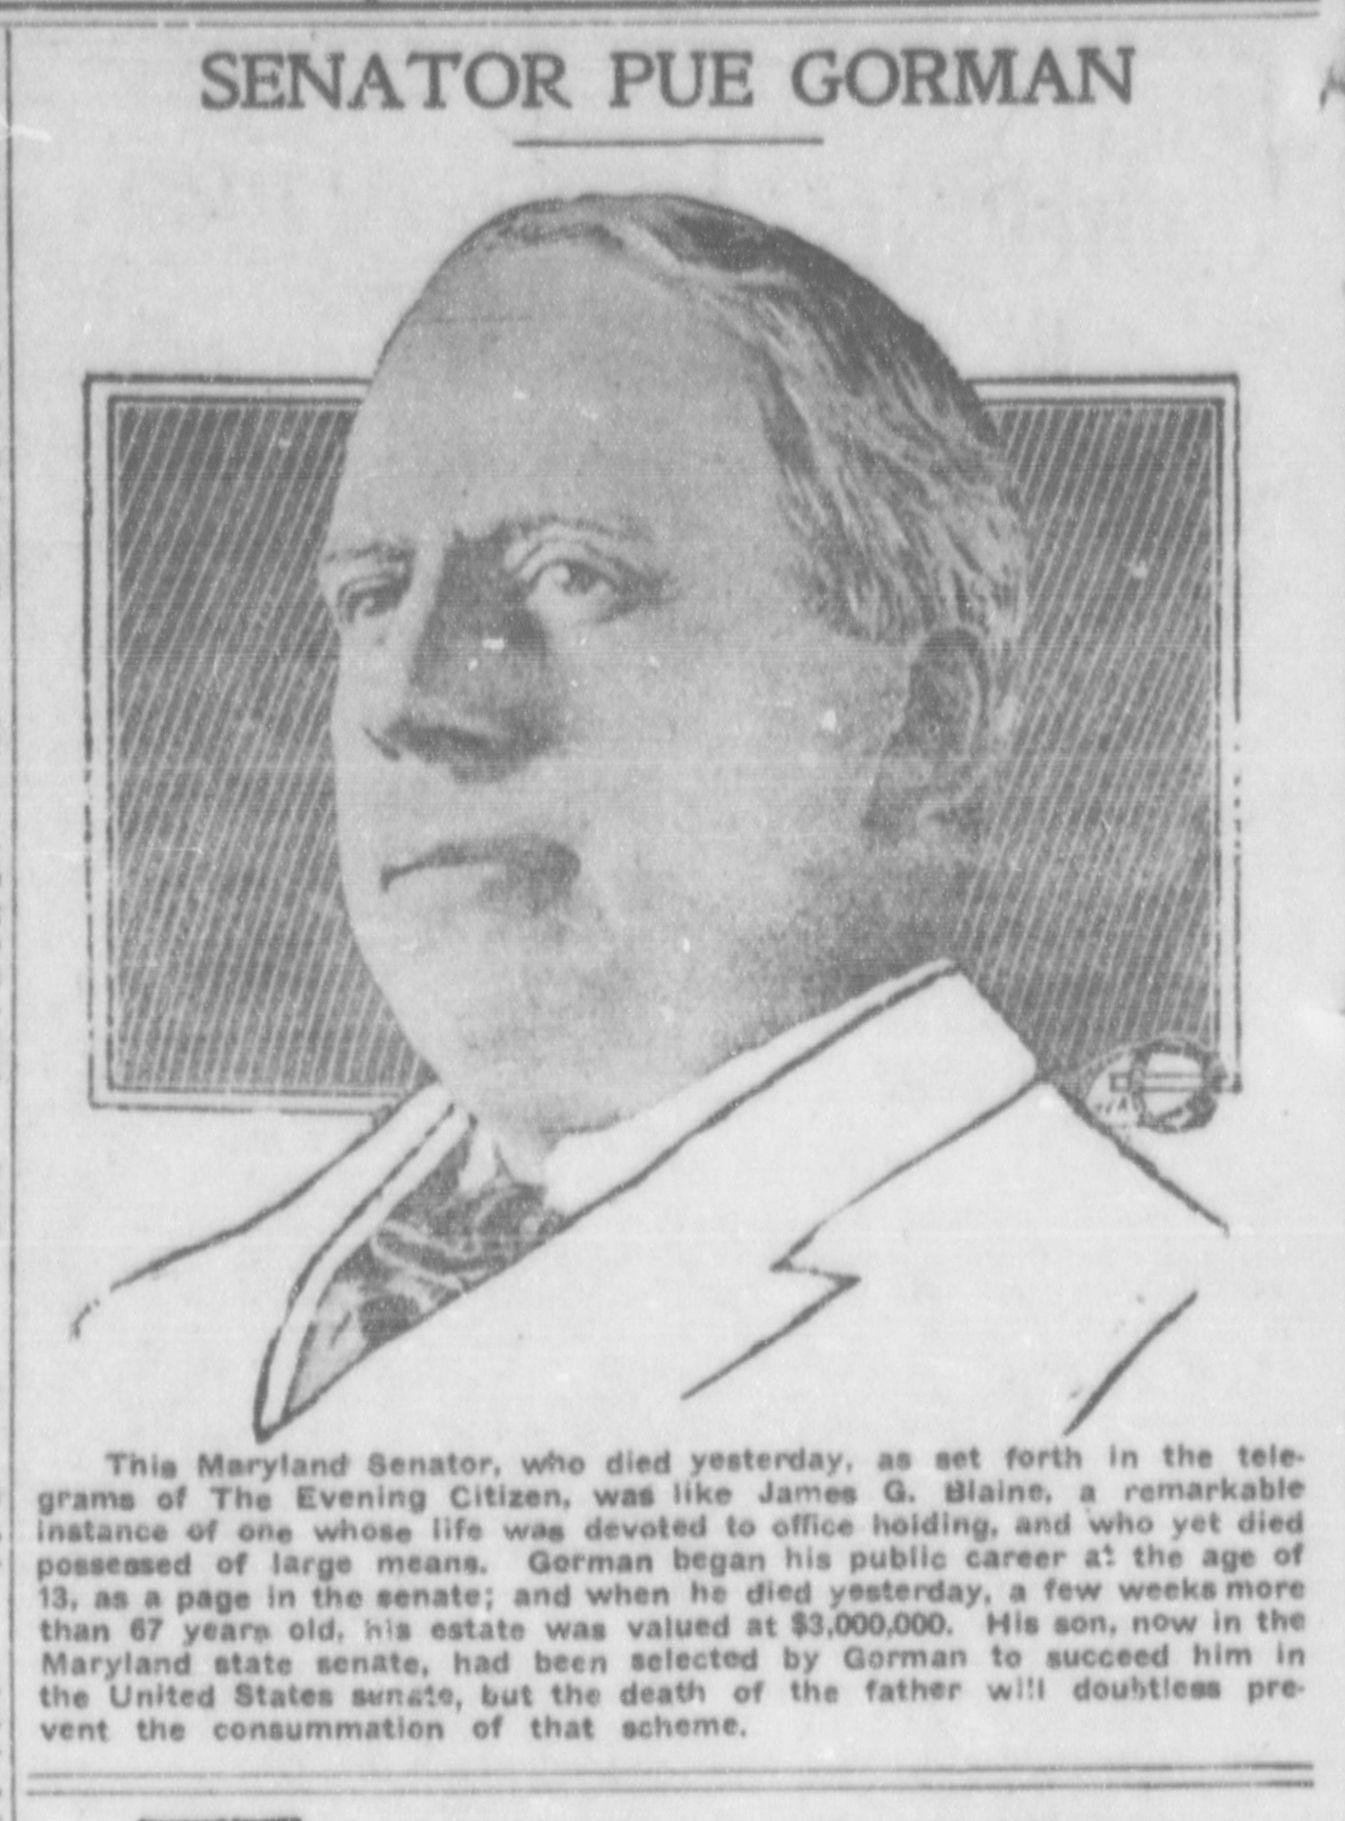 SENATOR PUE GORMAN
This Maryland Senator, who died yesterday, as set forth in the tele-
grams of The Evening Citizen, was like James G. Blaine, a remarkable
instance of one whose life was devoted to office holding, and who yet died
possessed of large means. Gorman began his public career at the age of
13, as a page in the senate; and when he died yesterday, a few weeks more
than 67 years old, his estate was valued at $3,000,000. His son, now in the
Maryland state senate, had been selected by Gorman to succeed him in
the United States senate, but the death of the father will doubtless pre-
vent the consummation of that scheme.